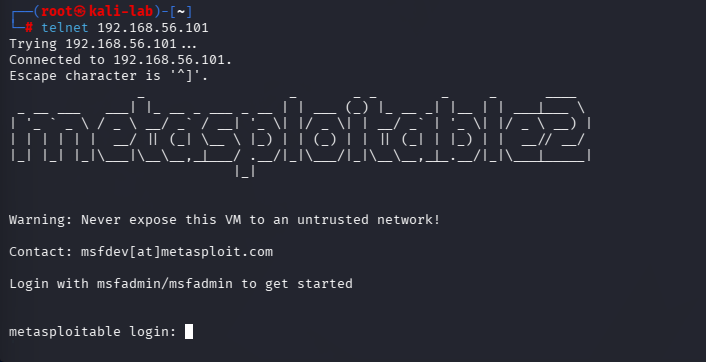 ┌──(root㉿kali-lab)-[~]
└─# telnet 192.168.56.101
Trying 192.168.56.101...
Connected to 192.168.56.101.
Escape character is '^]'.
metasploitable2
Warning: Never expose this VM to an untrusted network!
Contact: msfdev[at]metasploit.com
Login with msfadmin/msfadmin to get started
metasploitable login: